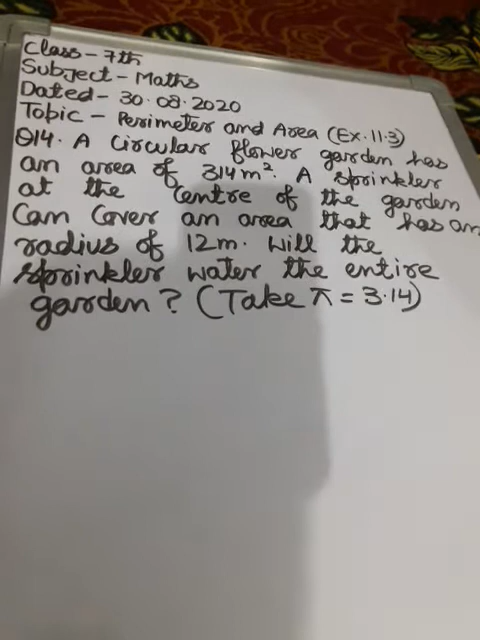 Class - 7th
Subject - Maths
Dated - 30.08.2020
Topic - Perimeter and Area (Ex. 11.3)
Q14. A Circular flower garden has
an area of 314m². A sprinkler
at the Centre of the garden
Can Cover an area that has an
radius of 12m. Will the
sprinkler water the entire
garden? (Take π = 3.14)